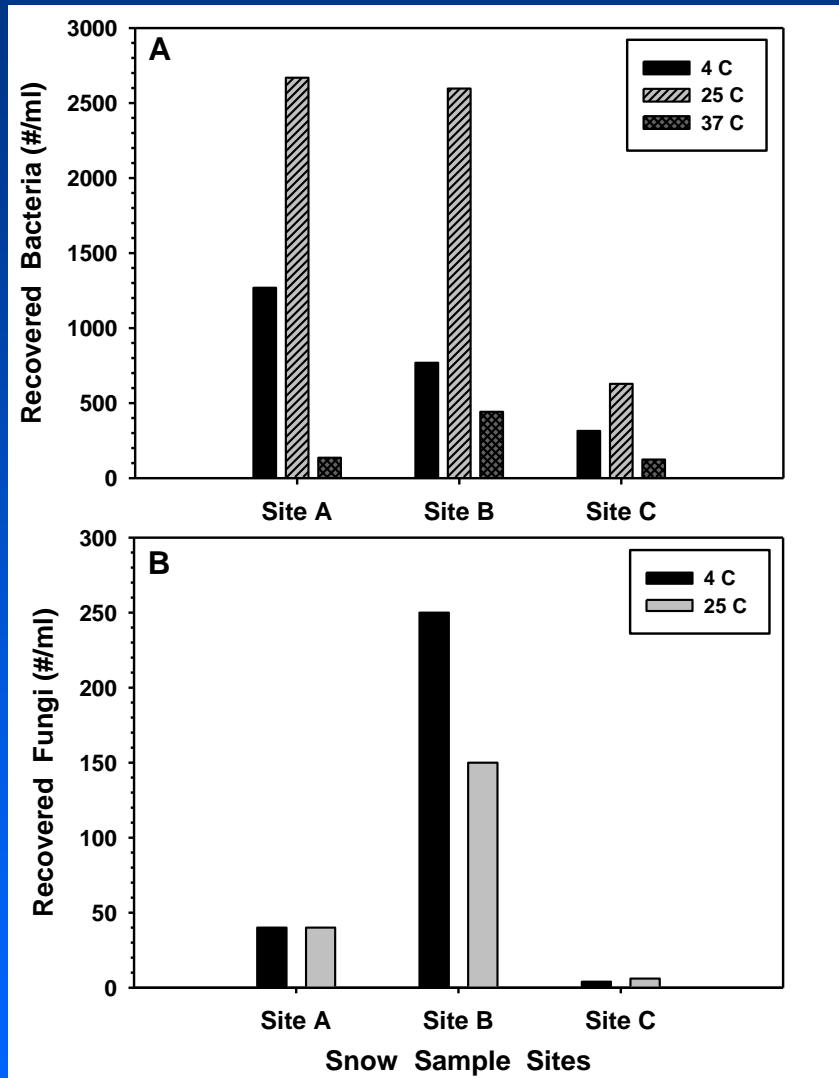 A
Recovered Bacteria (#/ml)
3000
2500
2000
1500
1000
500
0
4 C
25 C
37 C
Site A Site B Site C
B
Recovered Fungi (#/ml)
300
250
200
150
100
50
0
4 C
25 C
Site A Site B Site C
Snow Sample Sites